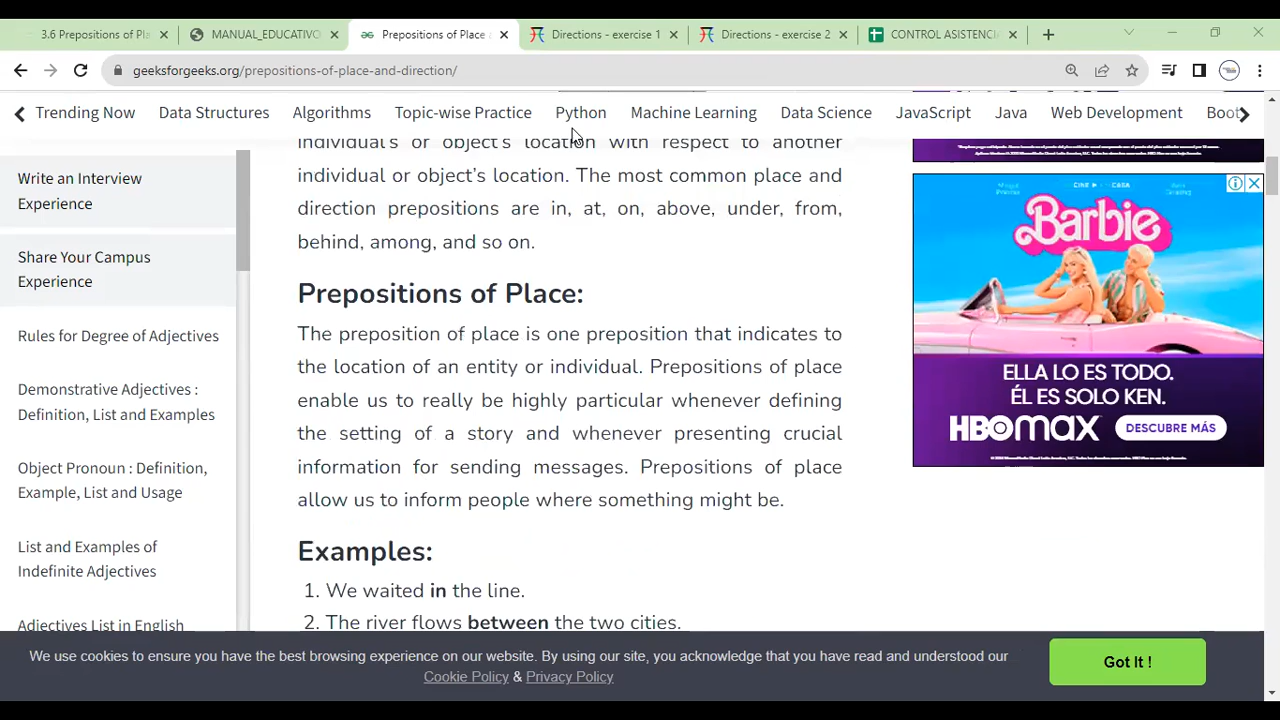 3.6 Prepositions of Pla
MANUAL_EDUCATIVO
Prepositions of Place
Directions - exercise 1
Directions - exercise 2
CONTROL ASISTENCI
geeksforgeeks.org/prepositions-of-place-and-direction/
Trending Now
Data Structures
Algorithms
Topic-wise Practice
Python
Machine Learning
Data Science
JavaScript
Java
Web Development
Boot
Write an Interview
Experience
Share Your Campus
Experience
Rules for Degree of Adjectives
Demonstrative Adjectives :
Definition, List and Examples
Object Pronoun : Definition,
Example, List and Usage
List and Examples of
Indefinite Adjectives
Adjectives List in English
individual's or object's location with respect to another
individual or object's location. The most common place and
direction prepositions are in, at, on, above, under, from,
behind, among, and so on.
Prepositions of Place:
The preposition of place is one preposition that indicates to
the location of an entity or individual. Prepositions of place
enable us to really be highly particular whenever defining
the setting of a story and whenever presenting crucial
information for sending messages. Prepositions of place
allow us to inform people where something might be.
Examples:
1. We waited in the line.
2. The river flows between the two cities.
CINE
CASA
Barbie
ELLA LO ES TODO.
ÉL ES SOLO KEN.
HBOmax
DESCUBRE MÁS
We use cookies to ensure you have the best browsing experience on our website. By using our site, you acknowledge that you have read and understood our
Cookie Policy & Privacy Policy
Got It !